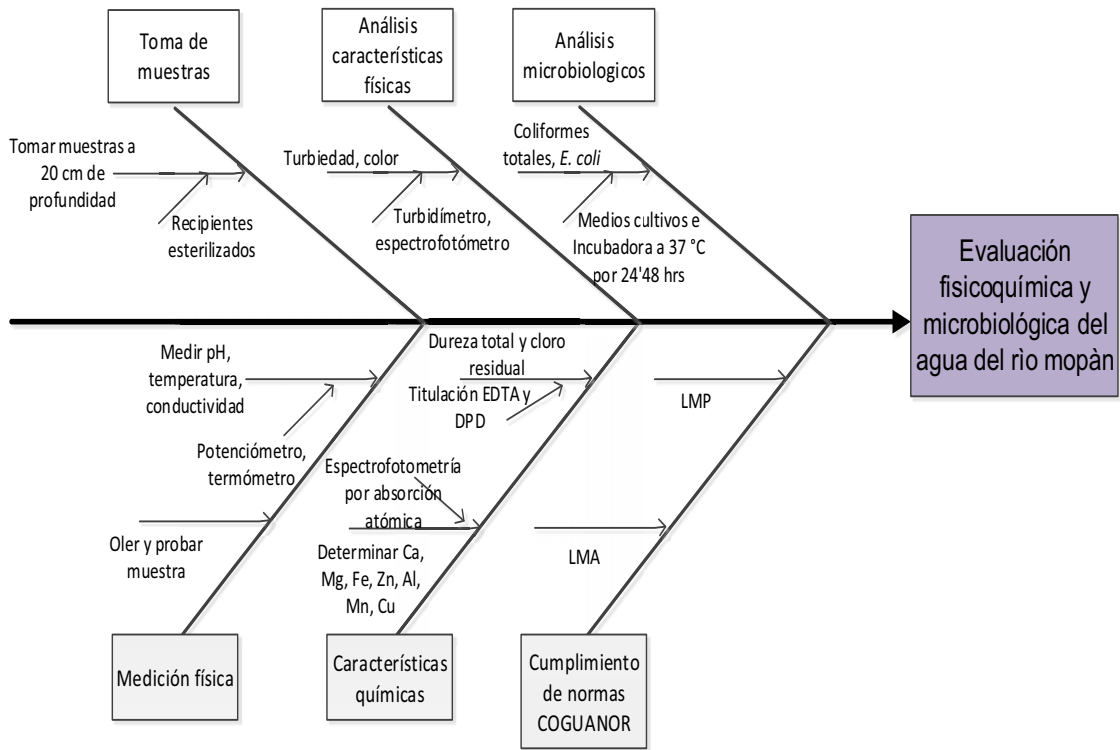 Toma de
muestras
Análisis
características
físicas
Análisis
microbiologicos
Tomar muestras a
20 cm de
profundidad
Recipientes
esterilizados
Turbiedad, color
Turbidímetro,
espectrofotómetro
Coliformes
totales, E. coli
Medios cultivos e
Incubadora a 37 °C
por 24'48 hrs
Evaluación
fisicoquímica y
microbiológica del
agua del rìo mopàn
Medir pH,
temperatura,
conductividad
Potenciómetro,
termómetro
Oler y probar
muestra
Dureza total y cloro
residual
Titulación EDTA y
DPD
Espectrofotometría
por absorción
atómica
Determinar Ca,
Mg, Fe, Zn, Al,
Mn, Cu
LMP
LMA
Medición física
Características
químicas
Cumplimiento
de normas
COGUANOR